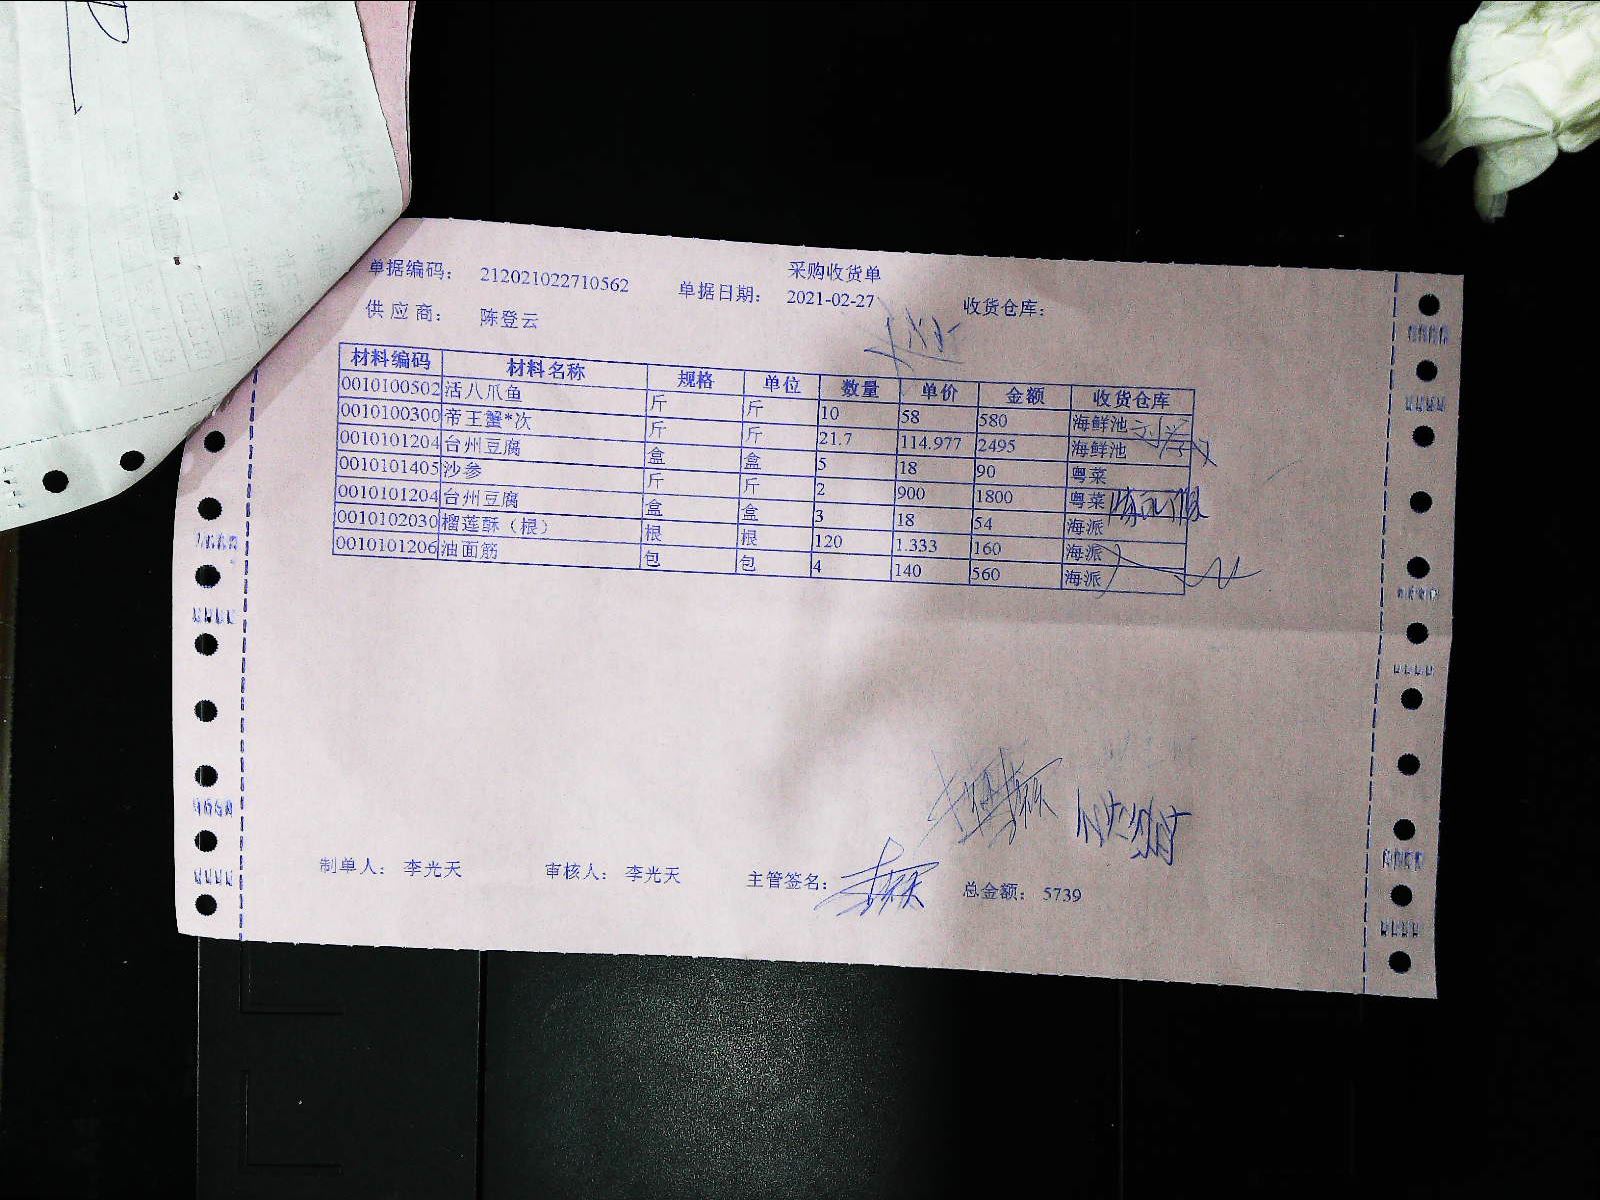 采购收货单
单据编码： 212021022710562 单据日期： 2021-02-27 收货仓库：
供应商： 陈登云
材料编码 材料名称 规格 单位 数量 单价 金额 收货仓库
0010100502 活八爪鱼 斤 斤 10 58 580 海鲜池
0010100300 帝王蟹*次 斤 斤 21.7 114.977 2495 海鲜池
0010101204 台州豆腐 盒 盒 5 18 90 粤菜
0010101405 沙参 斤 斤 2 900 1800 粤菜
0010101204 台州豆腐 盒 盒 3 18 54 海派
0010102030 榴莲酥（根） 根 根 120 1.333 160 海派
0010101206 油面筋 包 包 4 140 560 海派
制单人： 李光天 审核人： 李光天 主管签名： 总金额： 5739